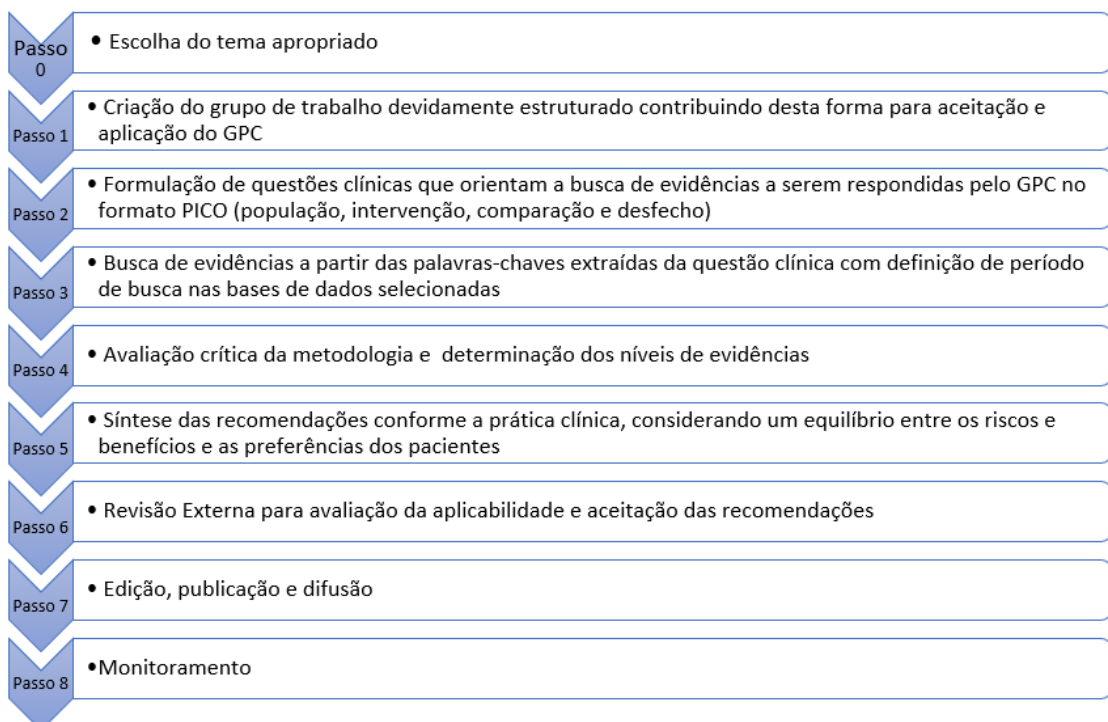 Passo 0
• Escolha do tema apropriado
Passo 1
• Criação do grupo de trabalho devidamente estruturado contribuindo desta forma para aceitação e
aplicação do GPC
Passo 2
• Formulação de questões clínicas que orientam a busca de evidências a serem respondidas pelo GPC no
formato PICO (população, intervenção, comparação e desfecho)
Passo 3
• Busca de evidências a partir das palavras-chaves extraídas da questão clínica com definição de período
de busca nas bases de dados selecionadas
Passo 4
• Avaliação crítica da metodologia e determinação dos níveis de evidências
Passo 5
• Síntese das recomendações conforme a prática clínica, considerando um equilíbrio entre os riscos e
benefícios e as preferências dos pacientes
Passo 6
• Revisão Externa para avaliação da aplicabilidade e aceitação das recomendações
Passo 7
• Edição, publicação e difusão
Passo 8
•Monitoramento